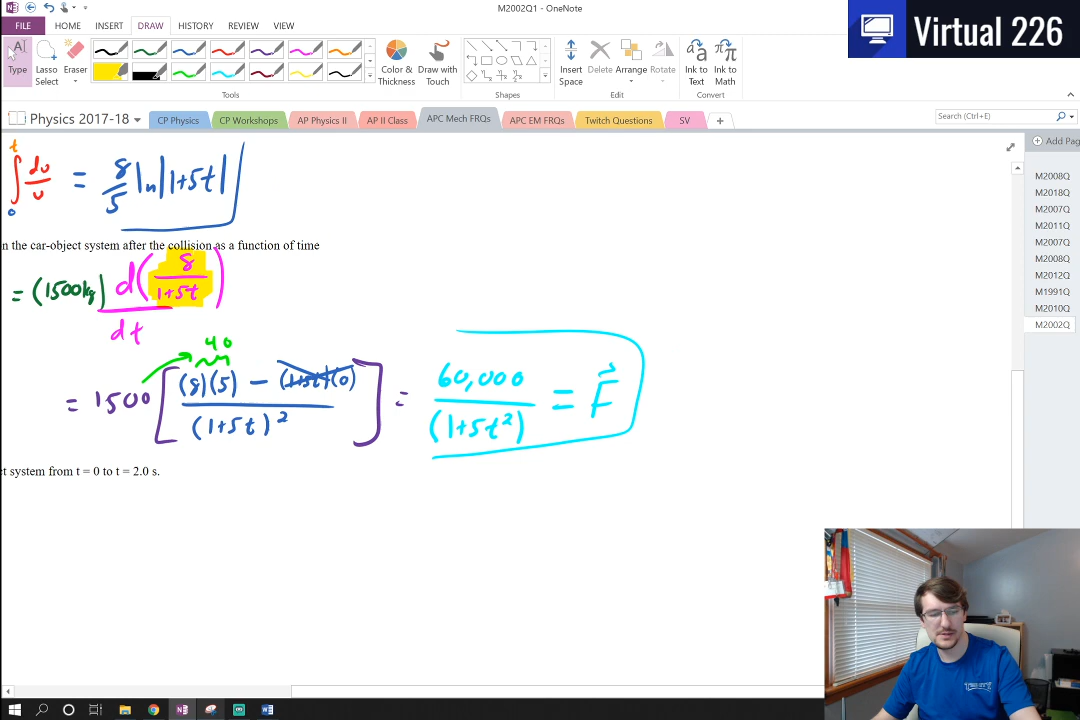 M2002Q1 - OneNote
Virtual 226
FILE HOME INSERT DRAW HISTORY REVIEW VIEW
Type Lasso Select Eraser Color & Thickness Draw with Touch Insert Space Delete Arrange Rotate Ink to Text Ink to Math
Tools Shapes Edit Convert
Physics 2017-18 CP Physics CP Workshops AP Physics II AP II Class APC Mech FRQs APC EM FRQs Twitch Questions SV + Search (Ctrl+E)
Add Pag
M2008Q
M2018Q
M2007Q
M2011Q
M2007Q
M2008Q
M2012Q
M1991Q
M2010Q
M2002Q
∫₀ᵗ du/u = 8/5 ln|1+5t|
n the car-object system after the collision as a function of time
= (1500kg) d(8/(1+5t))/dt
40
= 1500 [((8)(5) - (1+5t)(0))/(1+5t)²] = 60,000/(1+5t²) = F⃗
ct system from t = 0 to t = 2.0 s.